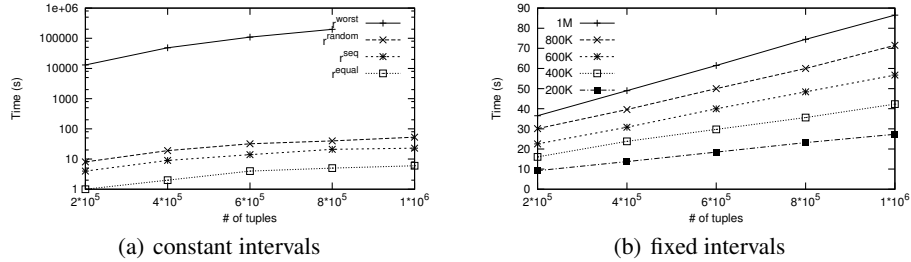 1e+06
100000
10000
1000
100
10
1
Time (s)
r^worst
r^random
r^seq
r^equal
2*10^5
4*10^5
6*10^5
8*10^5
1*10^6
# of tuples
(a) constant intervals
90
80
70
60
50
40
30
20
10
0
Time (s)
1M
800K
600K
400K
200K
2*10^5
4*10^5
6*10^5
8*10^5
1*10^6
# of tuples
(b) fixed intervals